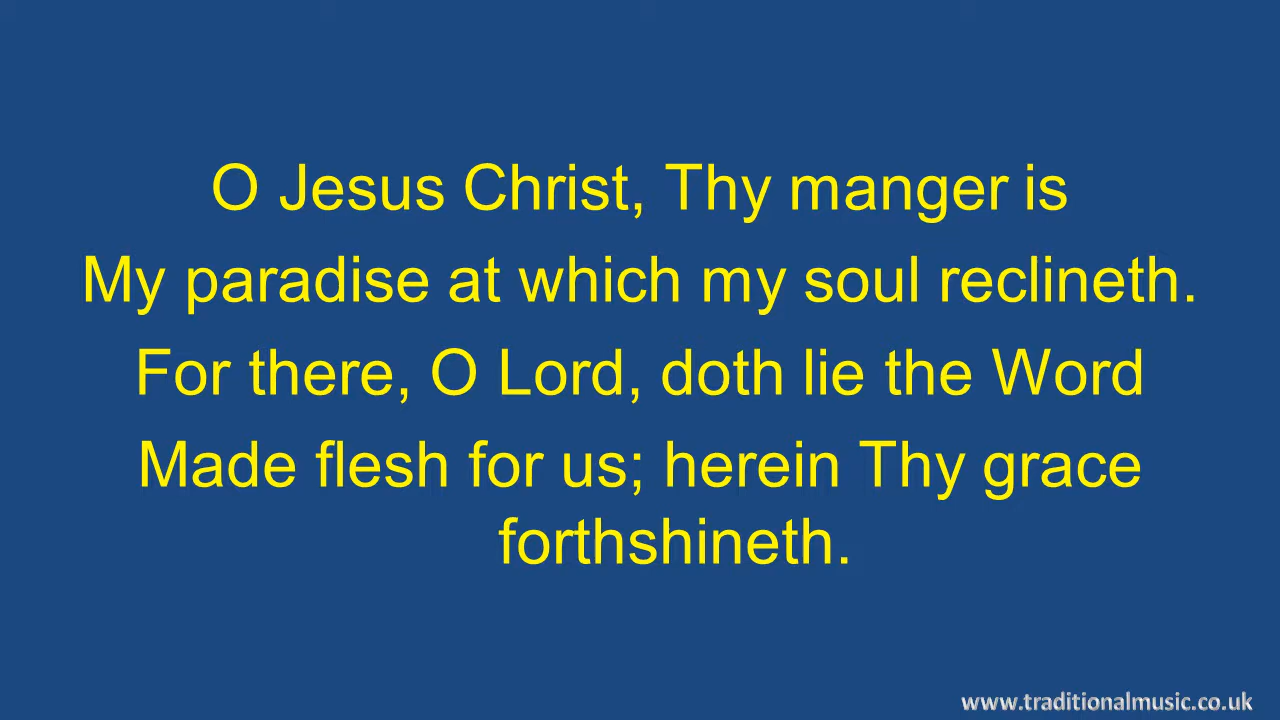 O Jesus Christ, Thy manger is
My paradise at which my soul reclineth.
For there, O Lord, doth lie the Word
Made flesh for us; herein Thy grace
forthshineth.
www.traditionalmusic.co.uk